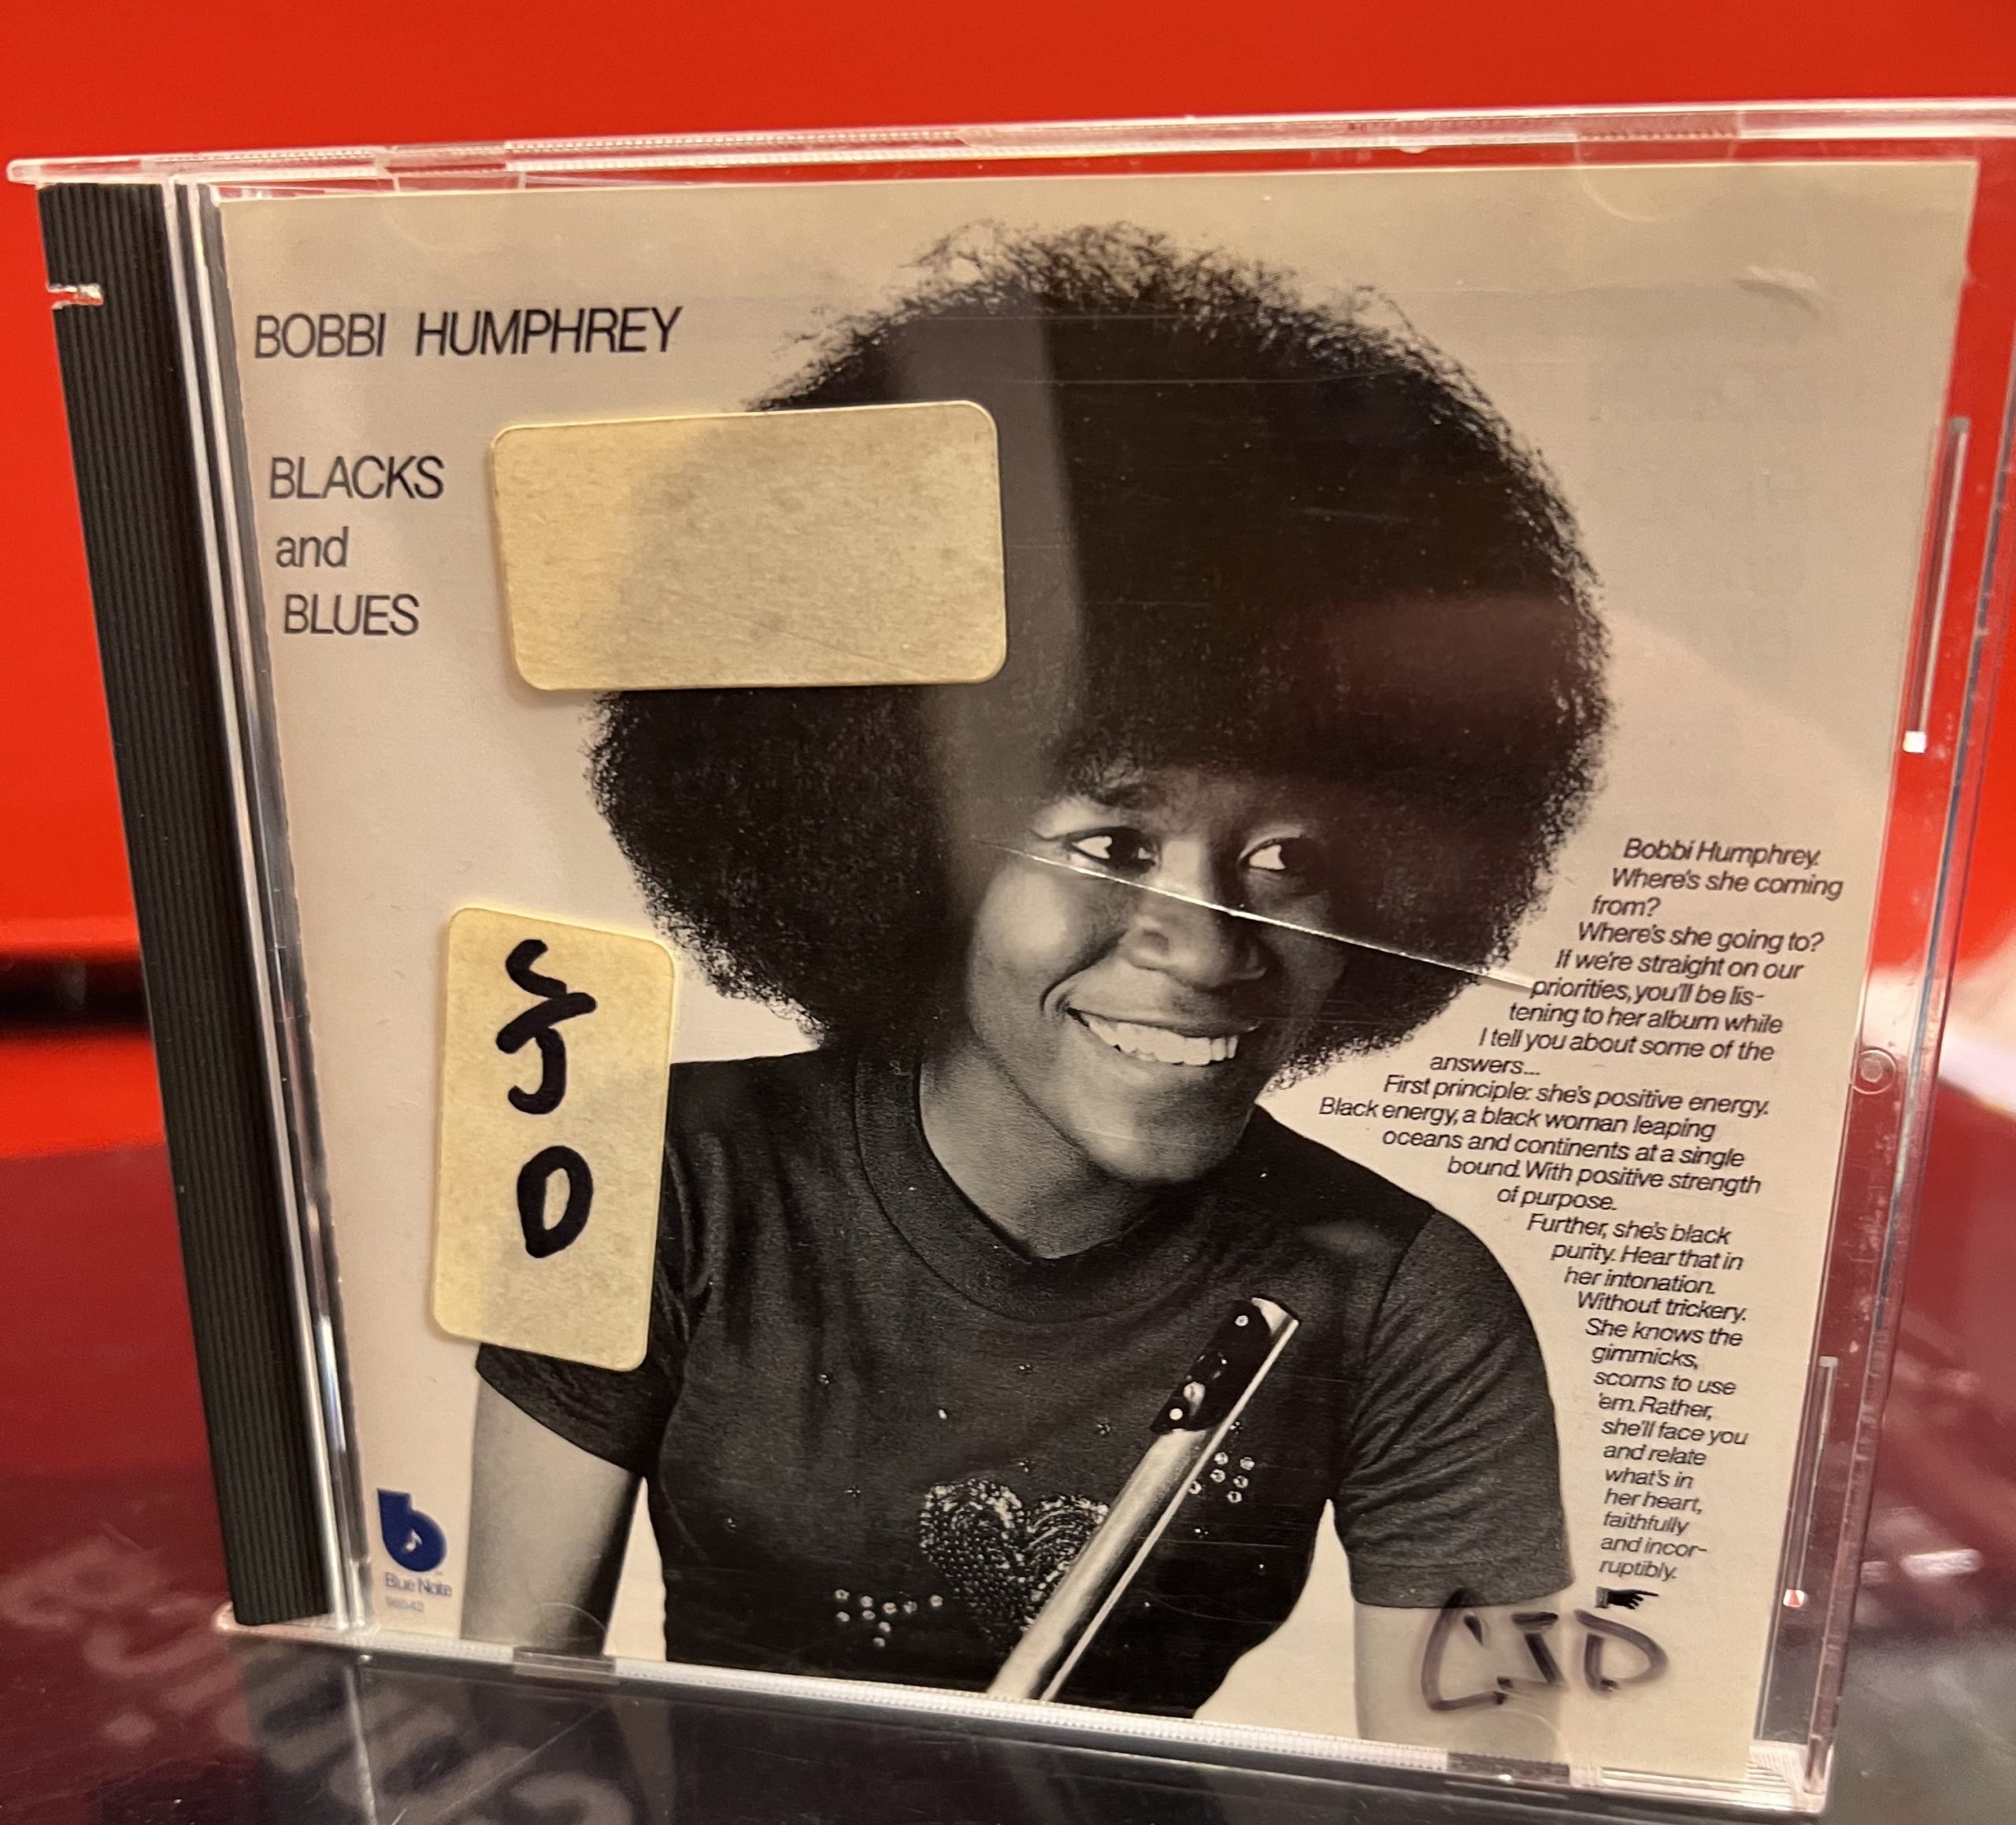 BOBBI HUMPHREY
BLACKS
and
BLUES
Bobbi Humphrey.
Where's she coming
from?
Where's she going to?
If we're straight on our
priorities, you'll be lis-
tening to her album while
I tell you about some of the
answers...
First principle: she's positive energy.
Black energy, a black woman leaping
oceans and continents at a single
bound. With positive strength
of purpose.
Further, she's black
purity. Hear that in
her intonation.
Without trickery.
She knows the
gimmicks,
scorns to use
'em. Rather,
she'll face you
and relate
what's in
her heart,
faithfully
and incor-
ruptibly.
CJD
b
Blue Note